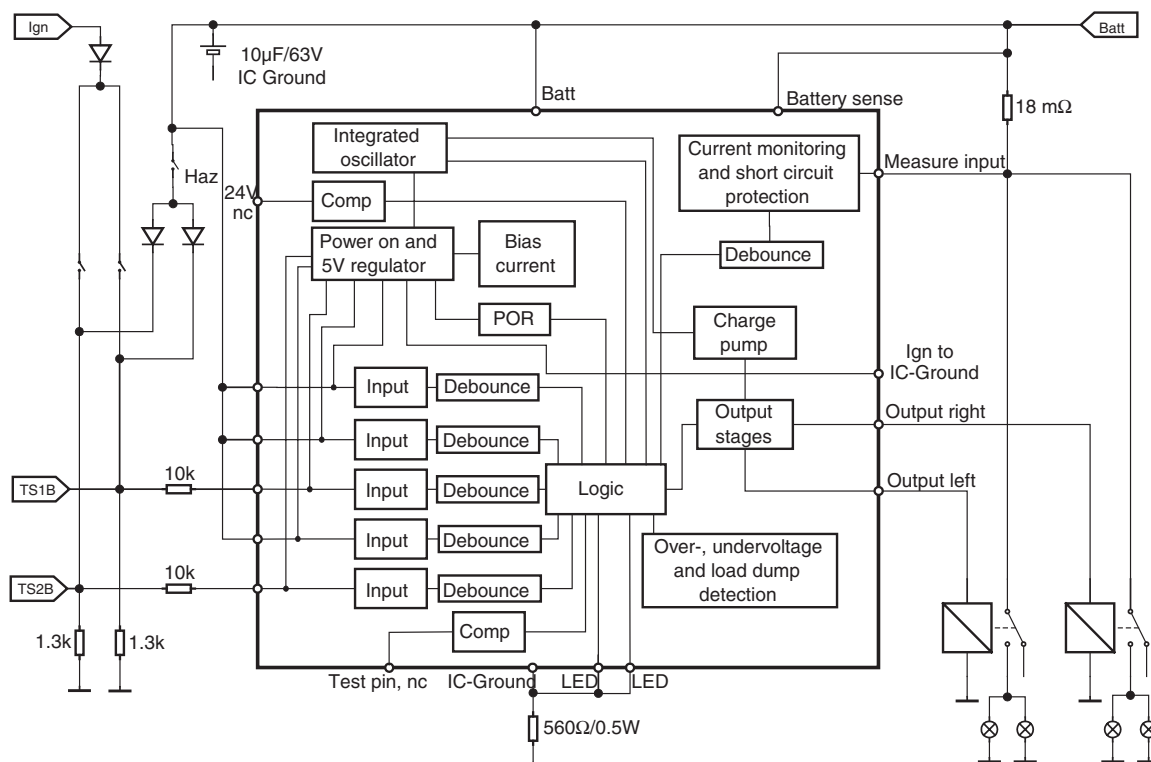 Ign
Batt
10µF/63V
IC Ground
Batt
Battery sense
18 mΩ
Integrated
oscillator
Current monitoring
and short circuit
protection
Measure input
Haz
24V
nc
Comp
Power on and
5V regulator
Bias
current
Debounce
POR
Charge
pump
Ign to
IC-Ground
Input
Debounce
Output
stages
Output right
Input
Debounce
TS1B
10k
Input
Debounce
Logic
Output left
Input
Debounce
Over-, undervoltage
and load dump
detection
TS2B
10k
Input
Debounce
1.3k
1.3k
Comp
Test pin, nc
IC-Ground
LED
LED
560Ω/0.5W